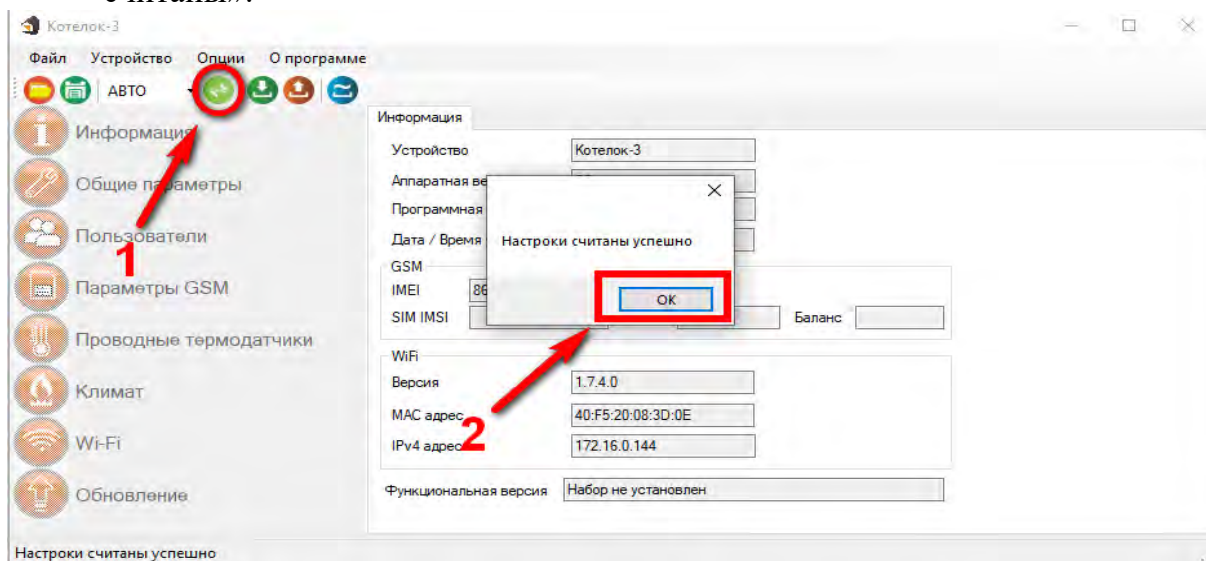 Котелок-3
Файл Устройство Опции О программе
АВТО
Информация
Общие параметры
Пользователи
Параметры GSM
Проводные термодатчики
Климат
Wi-Fi
Обновление
1
Информация
Устройство Котелок-3
Аппаратная ве
Программная
Дата / Время
GSM
IMEI 86
SIM IMSI Баланс
Настроки считаны успешно
OK
2
WiFi
Версия 1.7.4.0
MAC адрес 40:F5:20:08:3D:0E
IPv4 адрес 172.16.0.144
Функциональная версия Набор не установлен
Настроки считаны успешно